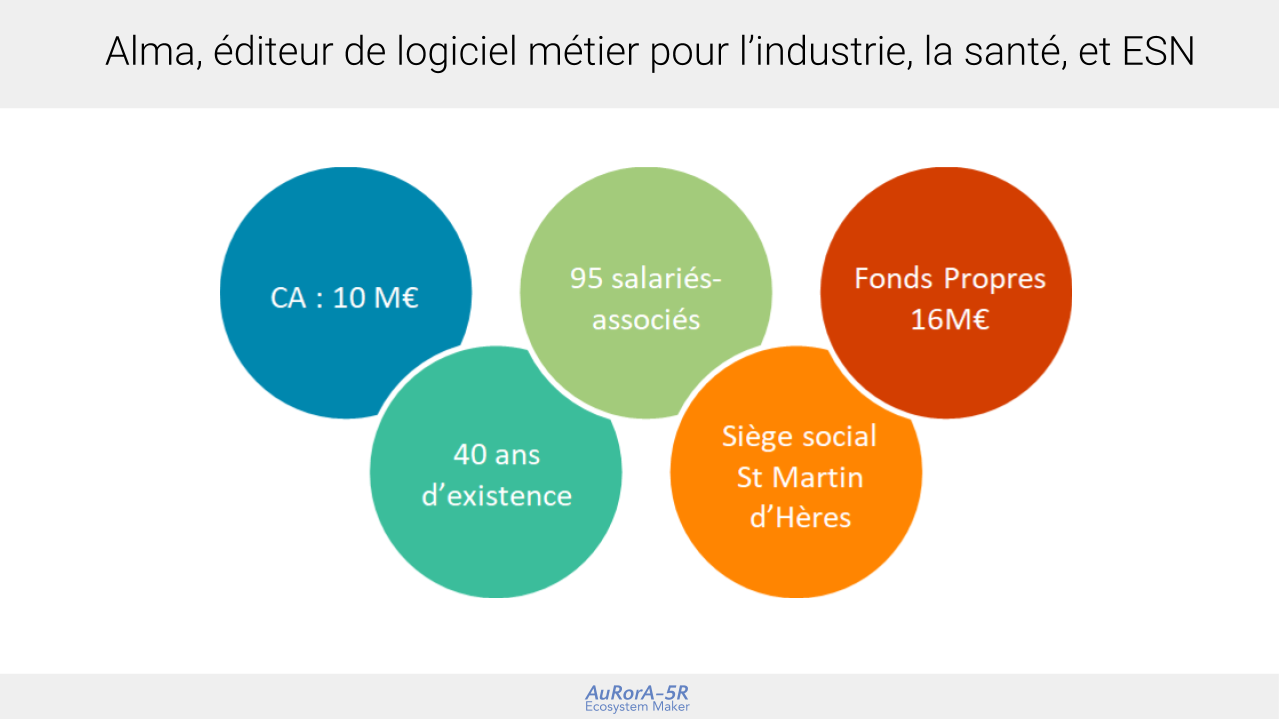 Alma, éditeur de logiciel métier pour l’industrie, la santé, et ESN
CA : 10 M€
40 ans
d’existence
95 salariés-
associés
Siège social
St Martin
d’Hères
Fonds Propres
16M€
AuRorA-5R
Ecosystem Maker